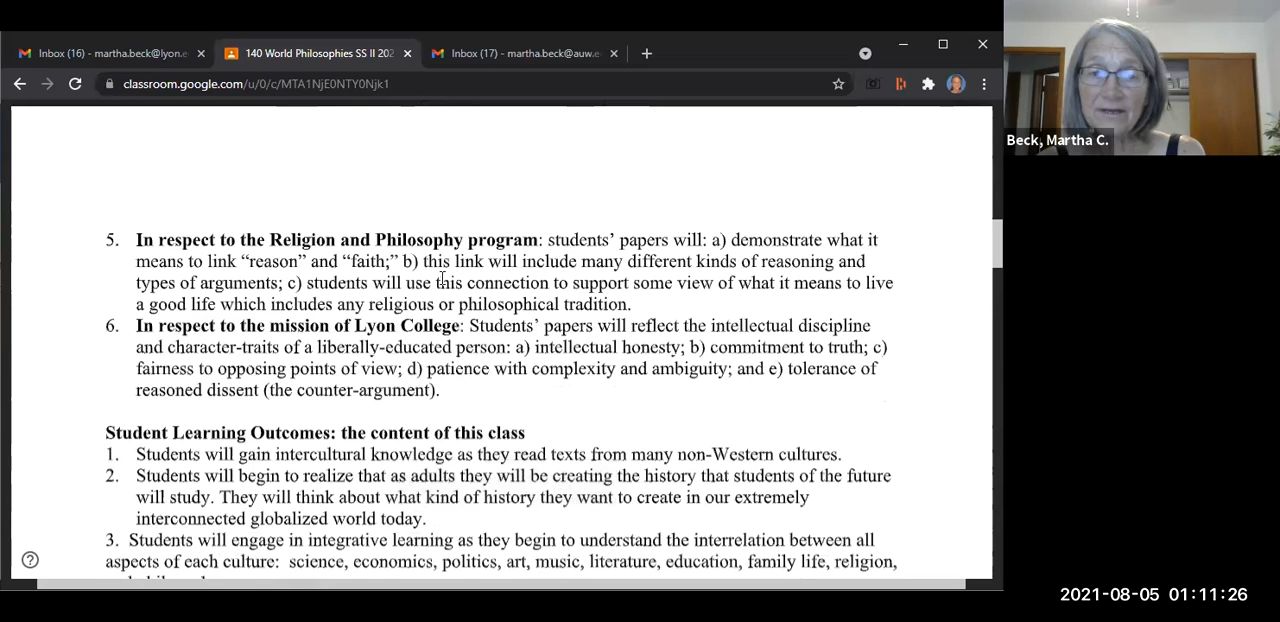 Inbox (16) - martha.beck@lyon.e
140 World Philosophies SS II 202
Inbox (17) - martha.beck@auw.e
classroom.google.com/u/0/c/MTA1NjE0NTY0Njk1
Beck, Martha C.
5. In respect to the Religion and Philosophy program: students’ papers will: a) demonstrate what it
means to link “reason” and “faith;” b) this link will include many different kinds of reasoning and
types of arguments; c) students will use this connection to support some view of what it means to live
a good life which includes any religious or philosophical tradition.
6. In respect to the mission of Lyon College: Students’ papers will reflect the intellectual discipline
and character-traits of a liberally-educated person: a) intellectual honesty; b) commitment to truth; c)
fairness to opposing points of view; d) patience with complexity and ambiguity; and e) tolerance of
reasoned dissent (the counter-argument).
Student Learning Outcomes: the content of this class
1. Students will gain intercultural knowledge as they read texts from many non-Western cultures.
2. Students will begin to realize that as adults they will be creating the history that students of the future
will study. They will think about what kind of history they want to create in our extremely
interconnected globalized world today.
3. Students will engage in integrative learning as they begin to understand the interrelation between all
aspects of each culture: science, economics, politics, art, music, literature, education, family life, religion,
2021-08-05 01:11:26